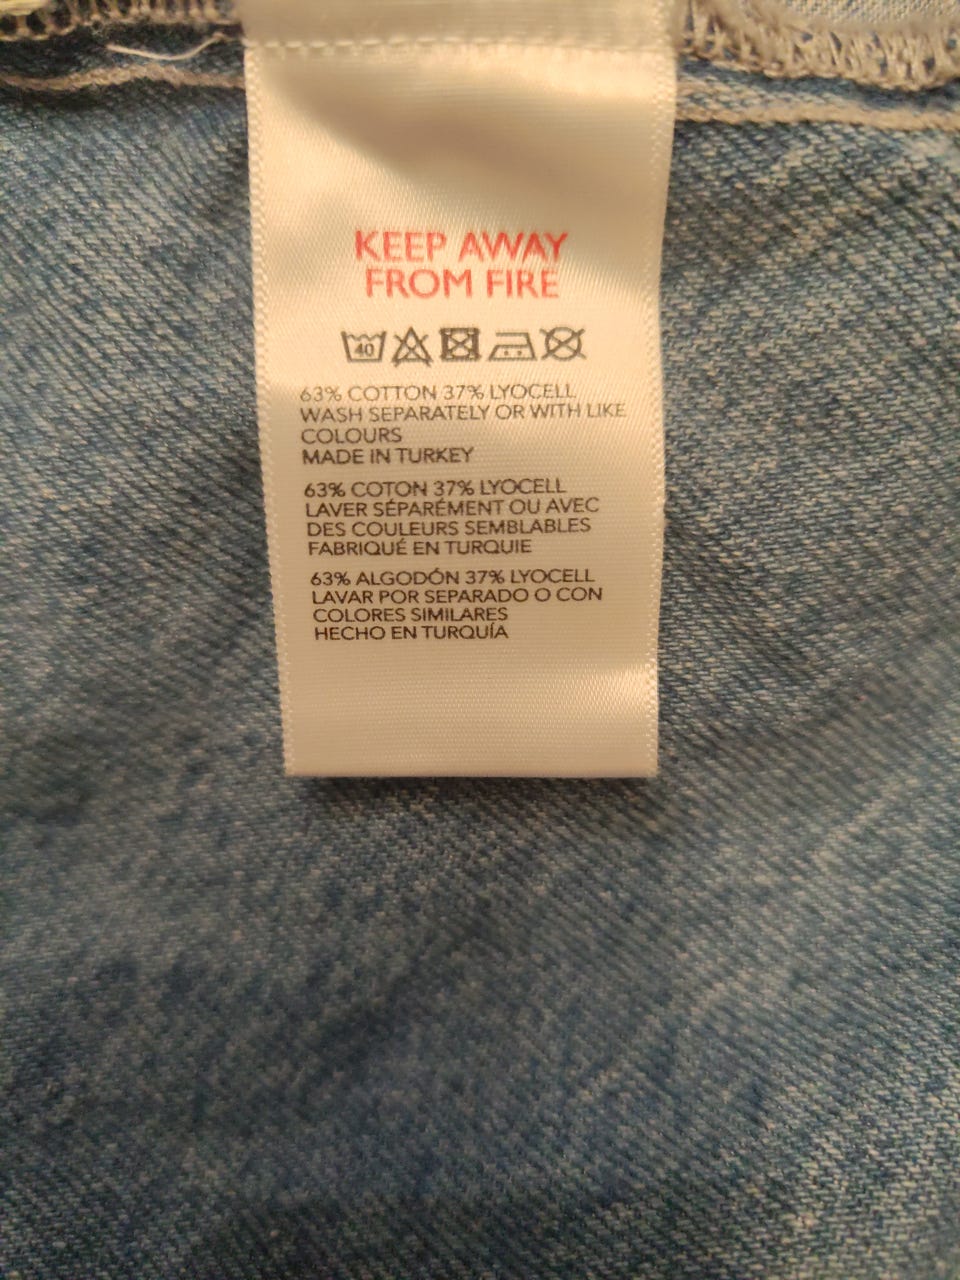 KEEP AWAY
FROM FIRE
40
63% COTTON 37% LYOCELL
WASH SEPARATELY OR WITH LIKE
COLOURS
MADE IN TURKEY
63% COTON 37% LYOCELL
LAVER SÉPARÉMENT OU AVEC
DES COULEURS SEMBLABLES
FABRIQUÉ EN TURQUIE
63% ALGODÓN 37% LYOCELL
LAVAR POR SEPARADO O CON
COLORES SIMILARES
HECHO EN TURQUÍA